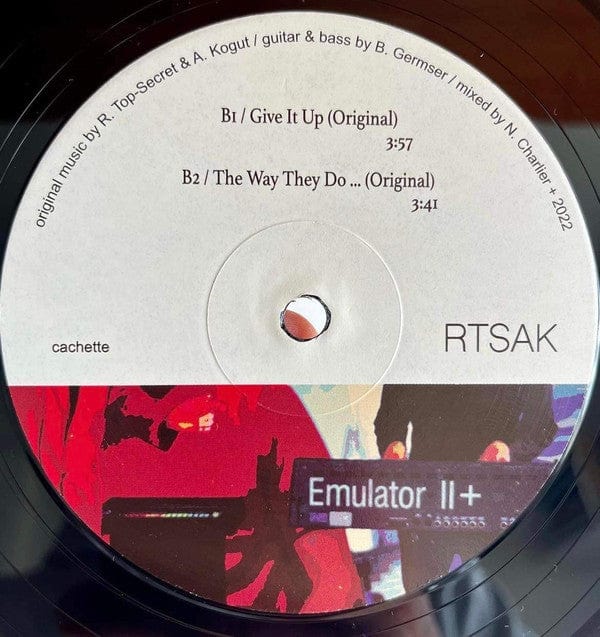 original music by R. Top-Secret & A. Kogut / guitar & bass by B. Germser / mixed by N. Charlier + 2022
B1 / Give It Up (Original)
3:57
B2 / The Way They Do ... (Original)
3:41
cachette
RTSAK
Emulator II+